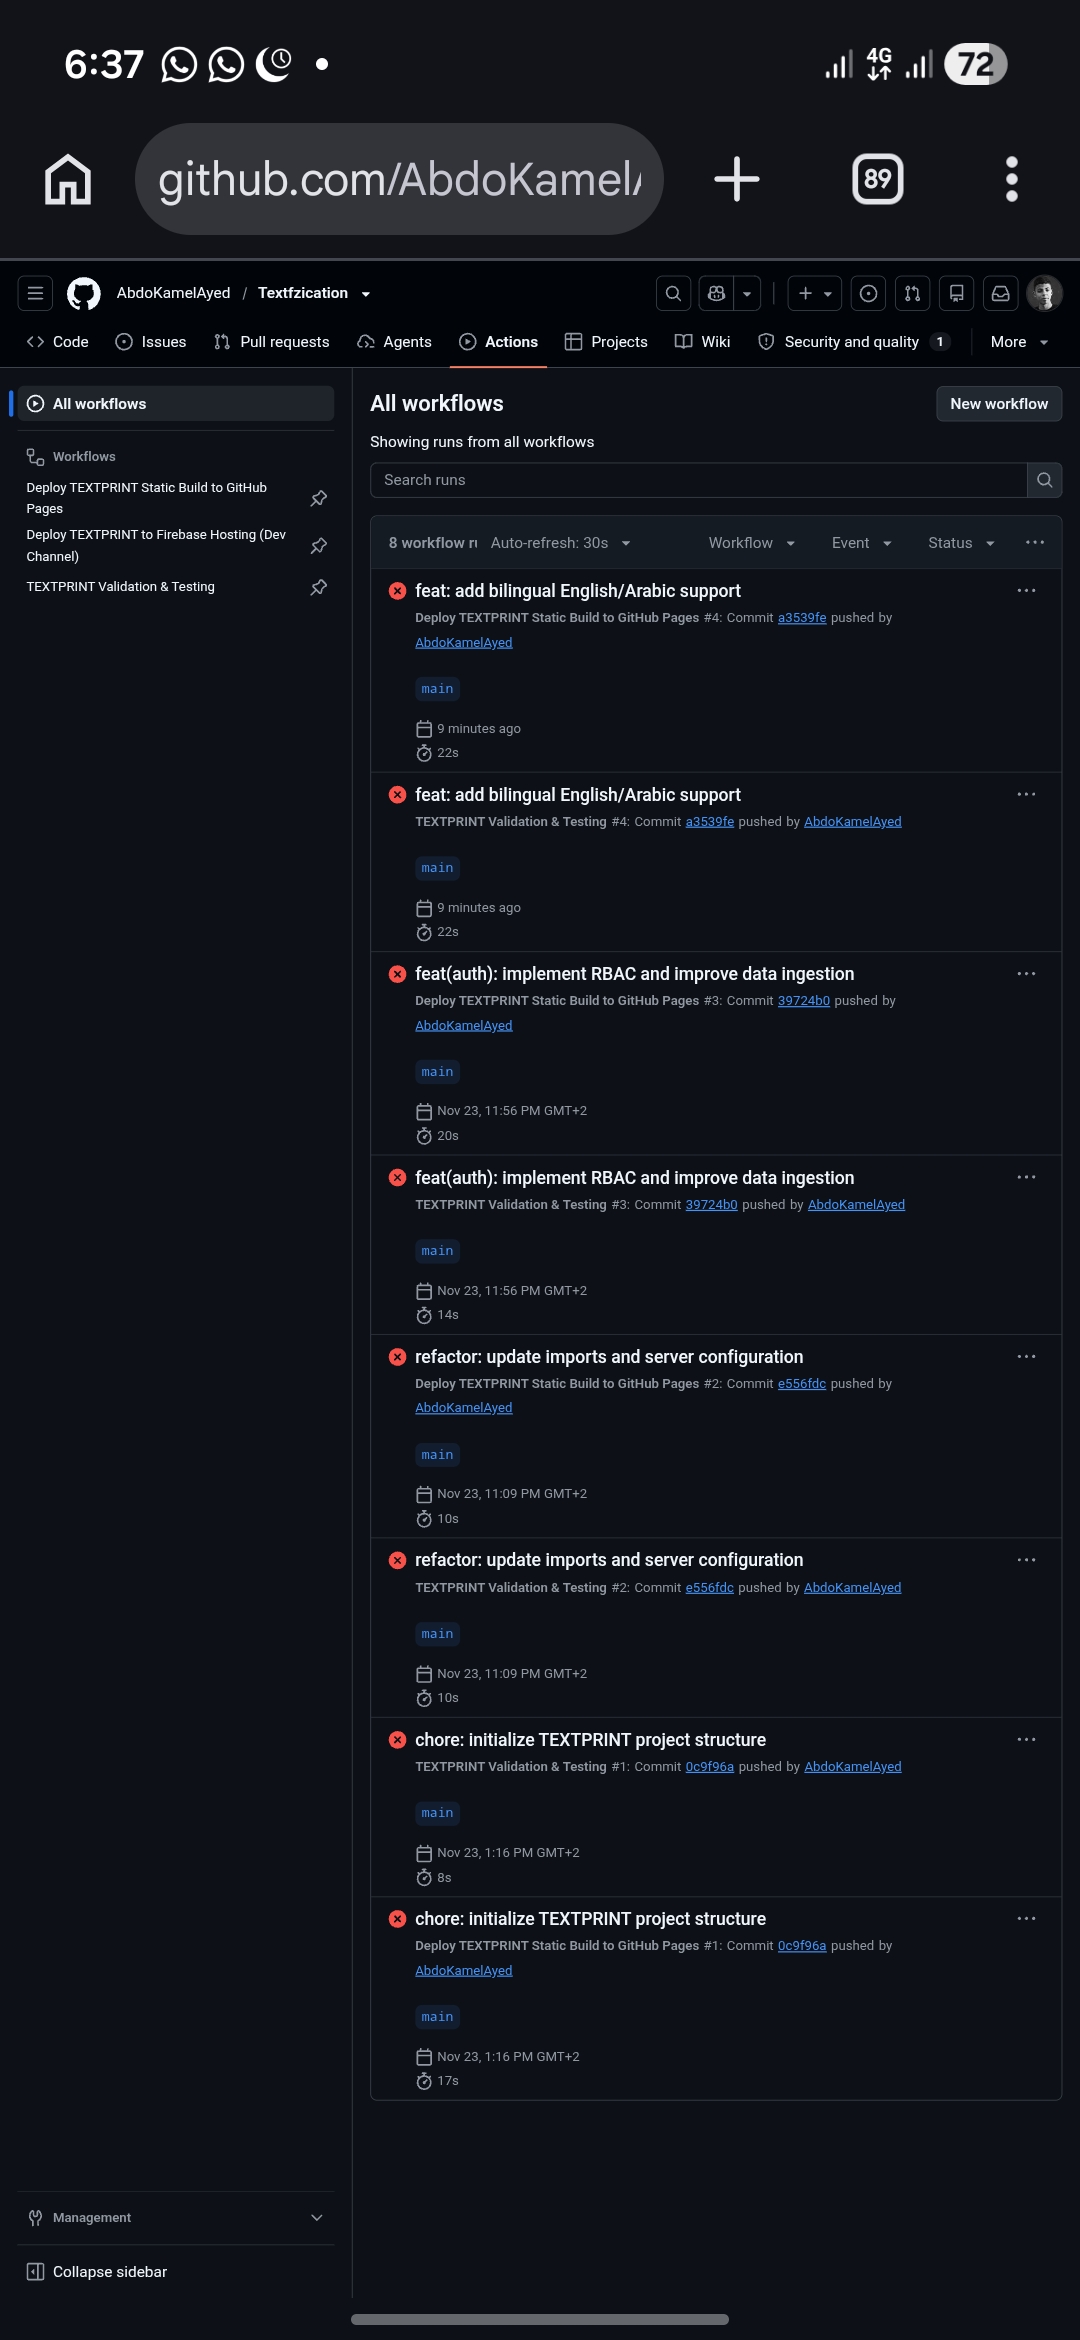 6:37
4G
72
github.com/AbdoKamelA
89
AbdoKamelAyed / Textfzication
Code Issues Pull requests Agents Actions Projects Wiki Security and quality 1 More
All workflows
Workflows
Deploy TEXTPRINT Static Build to GitHub
Pages
Deploy TEXTPRINT to Firebase Hosting (Dev
Channel)
TEXTPRINT Validation & Testing
All workflows
New workflow
Showing runs from all workflows
Search runs
8 workflow ru Auto-refresh: 30s Workflow Event Status
feat: add bilingual English/Arabic support
Deploy TEXTPRINT Static Build to GitHub Pages #4: Commit a3539fe pushed by
AbdoKamelAyed
main
9 minutes ago
22s
feat: add bilingual English/Arabic support
TEXTPRINT Validation & Testing #4: Commit a3539fe pushed by AbdoKamelAyed
main
9 minutes ago
22s
feat(auth): implement RBAC and improve data ingestion
Deploy TEXTPRINT Static Build to GitHub Pages #3: Commit 39724b0 pushed by
AbdoKamelAyed
main
Nov 23, 11:56 PM GMT+2
20s
feat(auth): implement RBAC and improve data ingestion
TEXTPRINT Validation & Testing #3: Commit 39724b0 pushed by AbdoKamelAyed
main
Nov 23, 11:56 PM GMT+2
14s
refactor: update imports and server configuration
Deploy TEXTPRINT Static Build to GitHub Pages #2: Commit e556fdc pushed by
AbdoKamelAyed
main
Nov 23, 11:09 PM GMT+2
10s
refactor: update imports and server configuration
TEXTPRINT Validation & Testing #2: Commit e556fdc pushed by AbdoKamelAyed
main
Nov 23, 11:09 PM GMT+2
10s
chore: initialize TEXTPRINT project structure
TEXTPRINT Validation & Testing #1: Commit 0c9f96a pushed by AbdoKamelAyed
main
Nov 23, 1:16 PM GMT+2
8s
chore: initialize TEXTPRINT project structure
Deploy TEXTPRINT Static Build to GitHub Pages #1: Commit 0c9f96a pushed by
AbdoKamelAyed
main
Nov 23, 1:16 PM GMT+2
17s
Management
Collapse sidebar